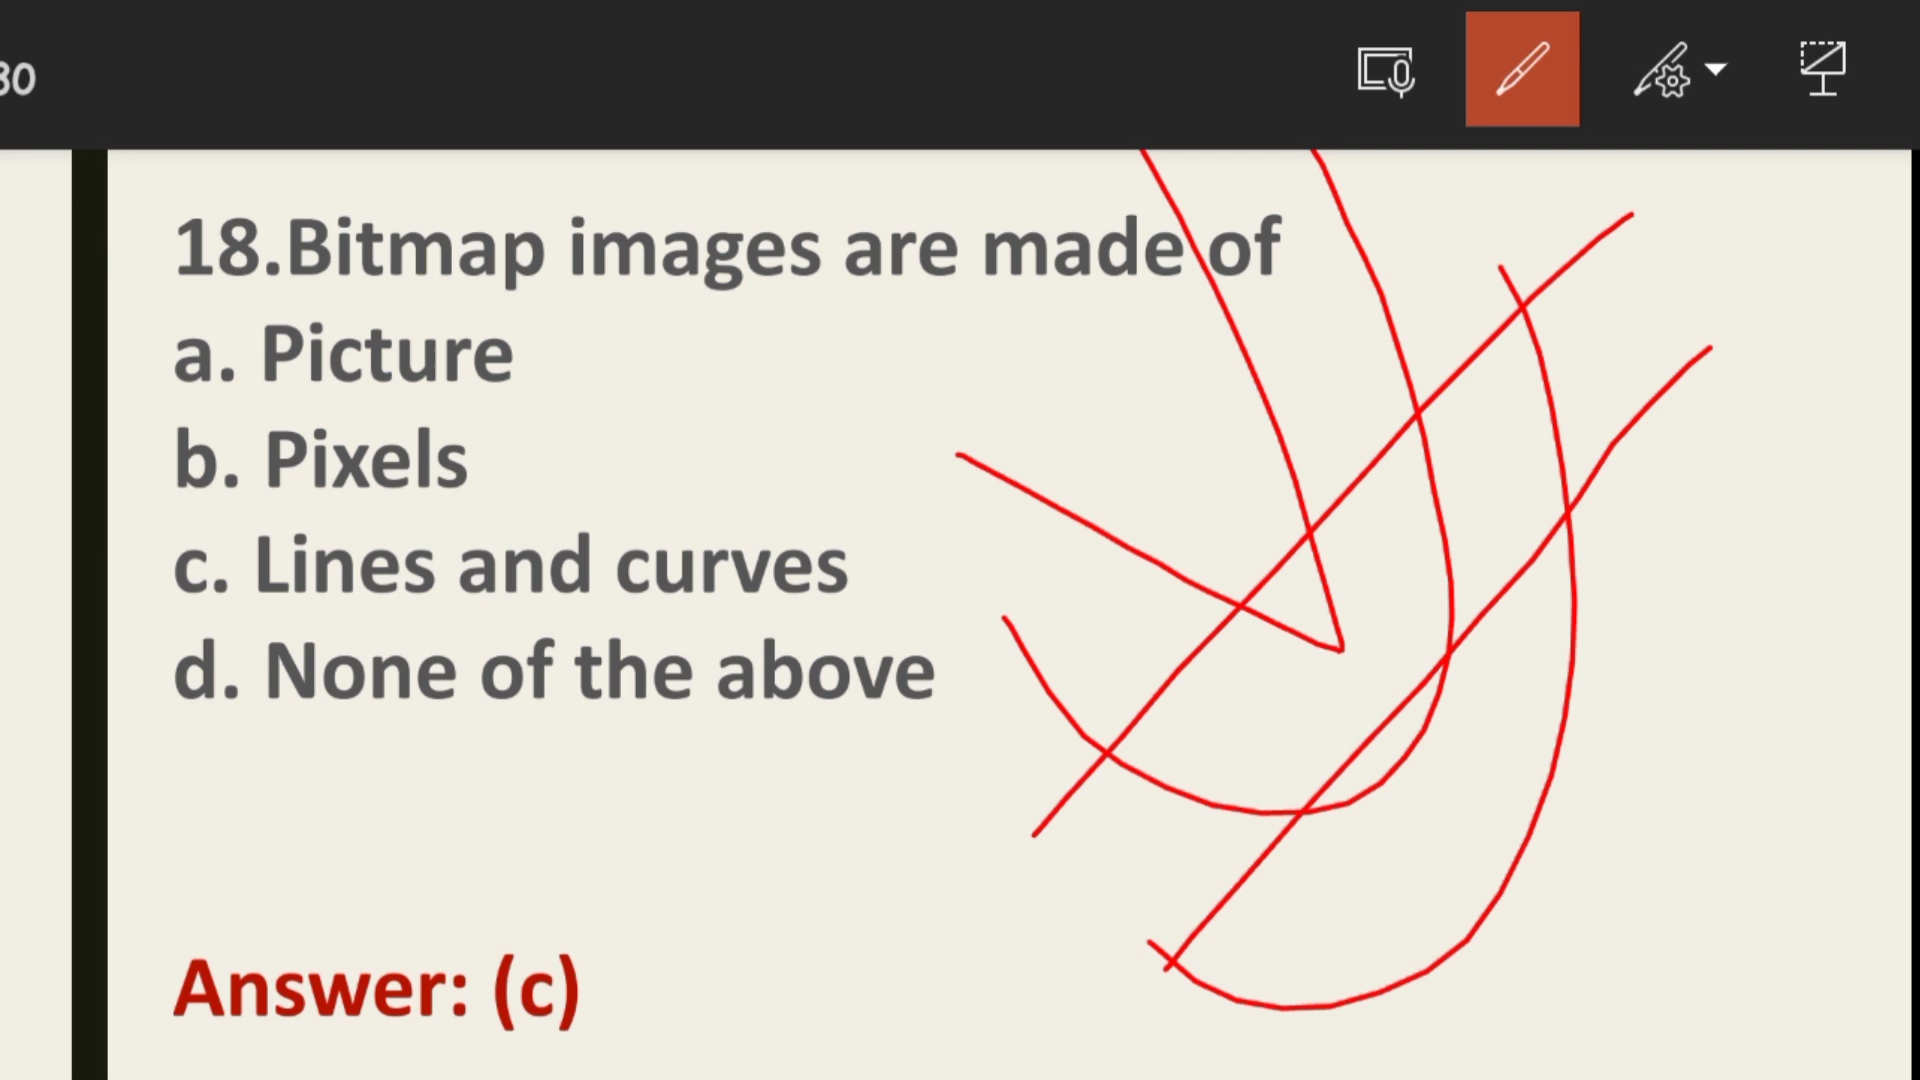 30
18.Bitmap images are made of
a. Picture
b. Pixels
c. Lines and curves
d. None of the above
Answer: (c)